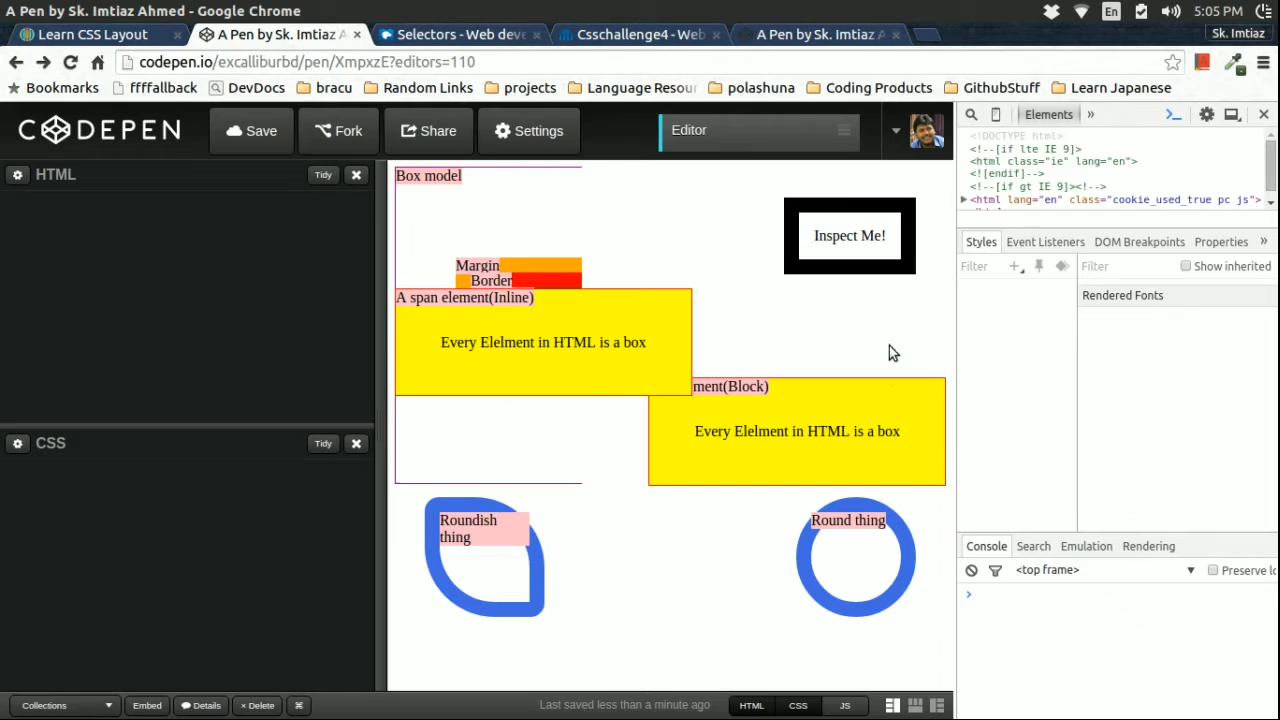 A Pen by Sk. Imtiaz Ahmed - Google Chrome
En
5:05 PM
Learn CSS Layout
A Pen by Sk. Imtiaz A
Selectors - Web deve
Csschallenge4 - Web
A Pen by Sk. Imtiaz A
Sk. Imtiaz
codepen.io/excalliburbd/pen/XmpxzE?editors=110
Bookmarks
ffffallback
DevDocs
bracu
Random Links
projects
Language Resou
polashuna
Coding Products
GithubStuff
Learn Japanese
CODEPEN
Save
Fork
Share
Settings
Editor
HTML
Tidy
CSS
Tidy
Box model
Inspect Me!
Margin
Border
A span element(Inline)
Every Elelment in HTML is a box
ment(Block)
Every Elelment in HTML is a box
Roundish
thing
Round thing
Elements
<!DOCTYPE html>
<!--[if lte IE 9]>
<html class="ie" lang="en">
<![endif]-->
<!--[if gt IE 9]><!-->
<html lang="en" class="cookie_used_true pc js">
Styles
Event Listeners
DOM Breakpoints
Properties
Filter
Filter
Show inherited
Rendered Fonts
Console
Search
Emulation
Rendering
<top frame>
Preserve lo
Collections
Embed
Details
× Delete
⌘
Last saved less than a minute ago
HTML
CSS
JS